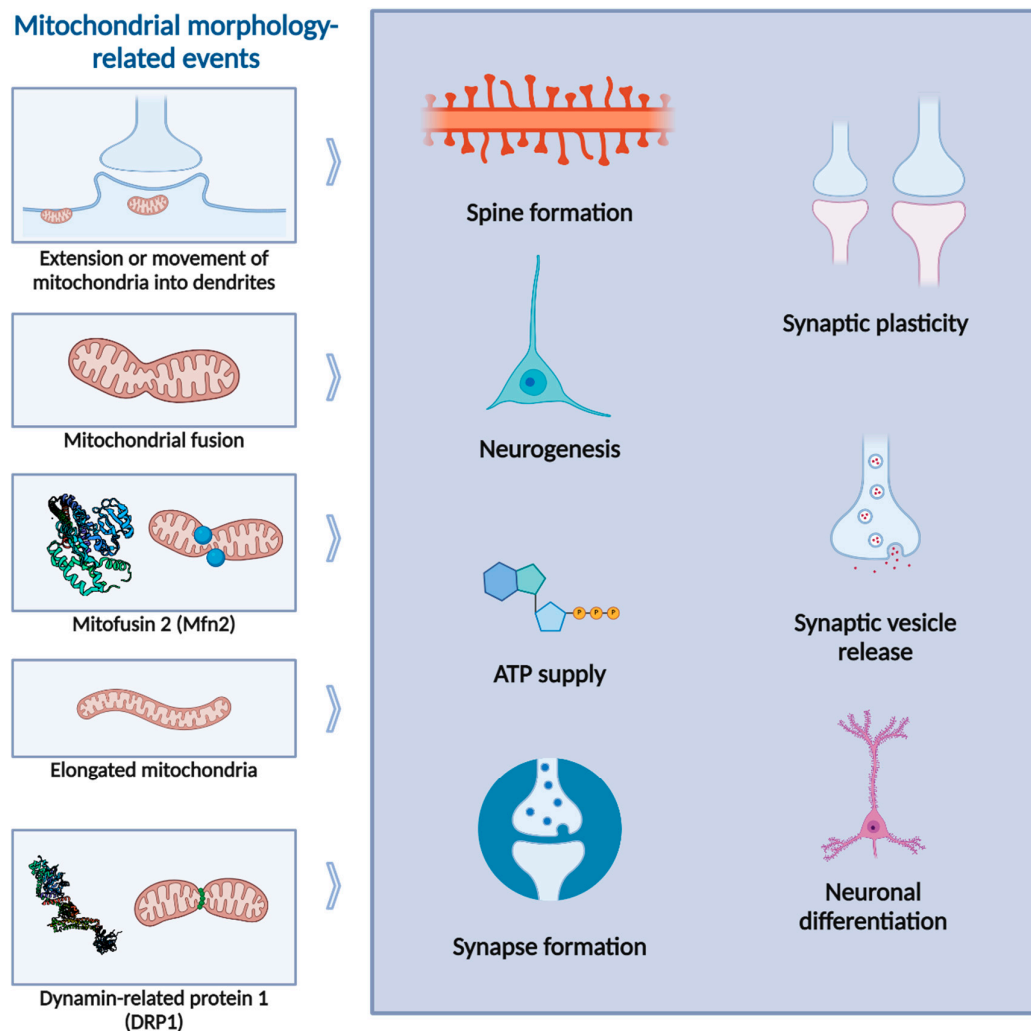 Mitochondrial morphology-
related events
Extension or movement of
mitochondria into dendrites
Mitochondrial fusion
Mitofusin 2 (Mfn2)
Elongated mitochondria
Dynamin-related protein 1
(DRP1)
Spine formation
Neurogenesis
P P P
ATP supply
Synapse formation
Synaptic plasticity
Synaptic vesicle
release
Neuronal
differentiation